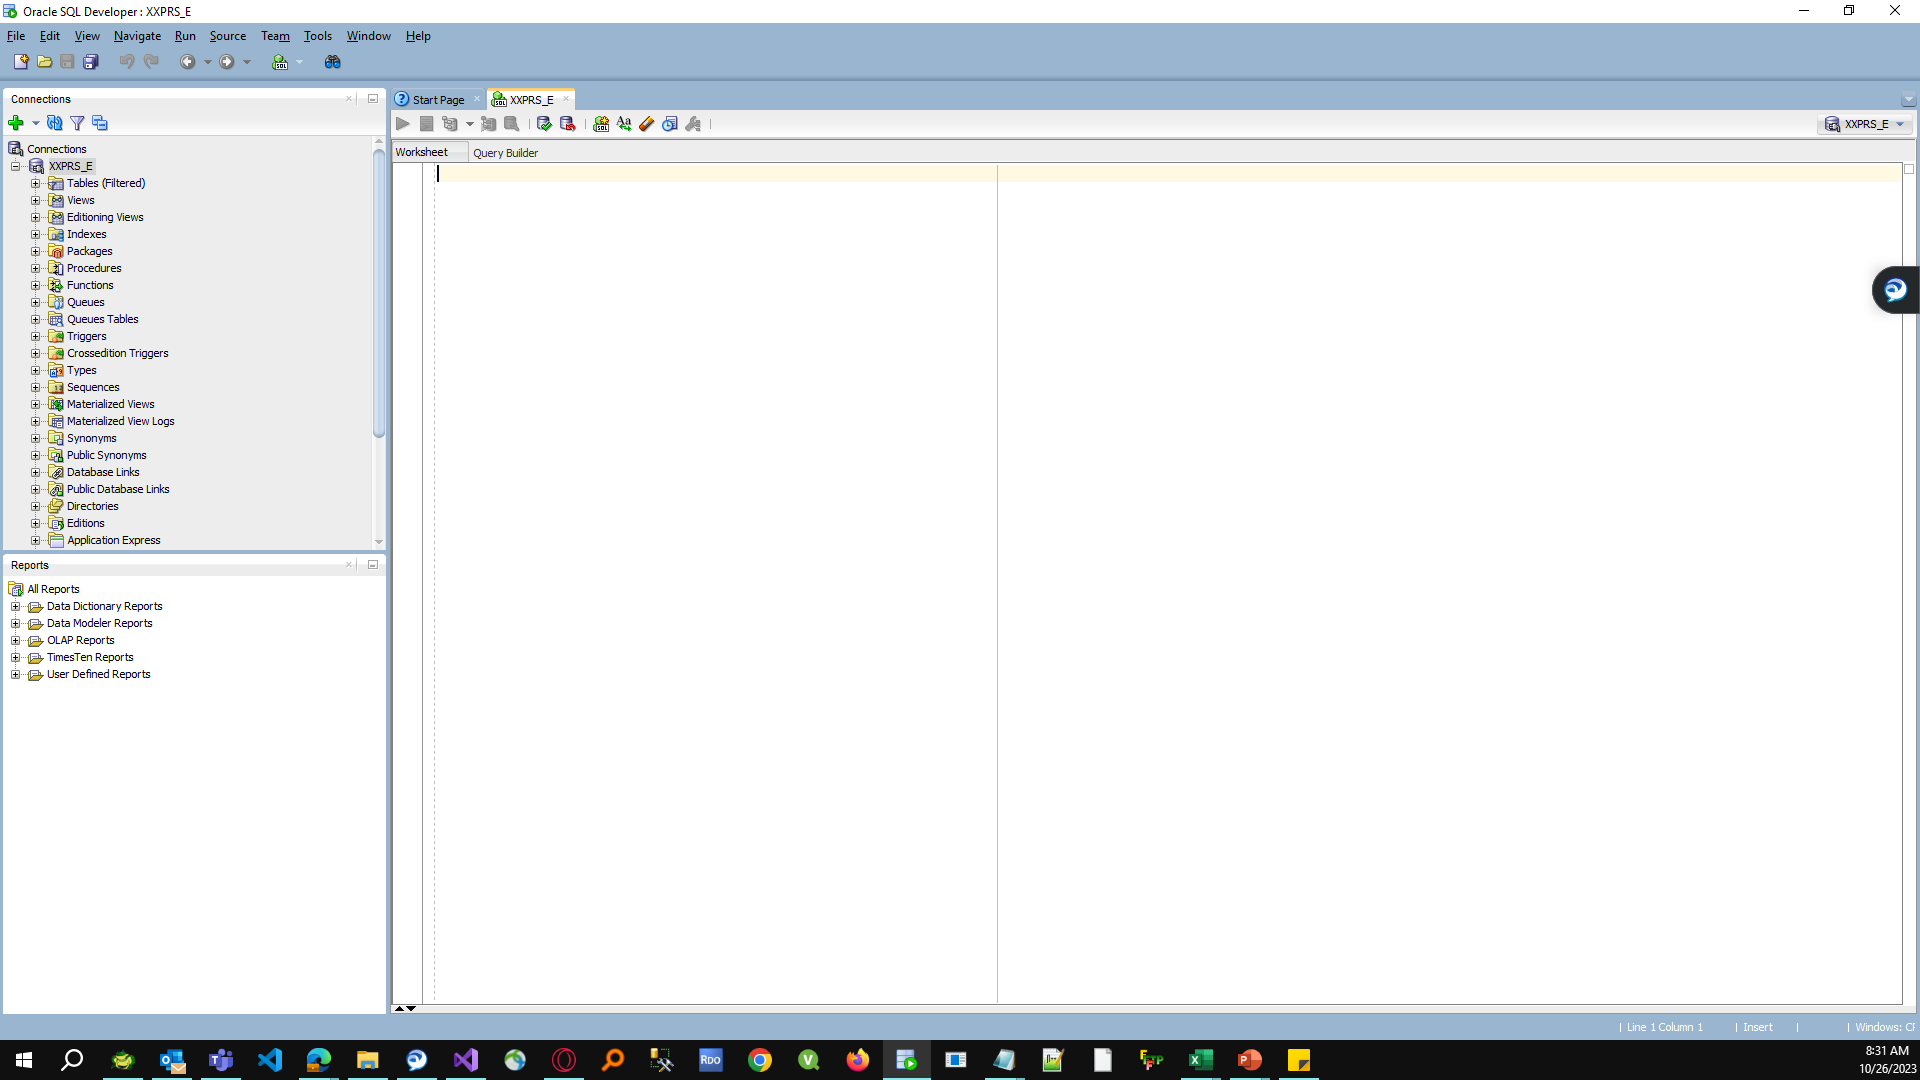 Oracle SQL Developer : XXPRS_E
File Edit View Navigate Run Source Team Tools Window Help
Connections
Start Page
XXPRS_E
XXPRS_E
Worksheet
Query Builder
Connections
XXPRS_E
Tables (Filtered)
Views
Editioning Views
Indexes
Packages
Procedures
Functions
Queues
Queues Tables
Triggers
Crossedition Triggers
Types
Sequences
Materialized Views
Materialized View Logs
Synonyms
Public Synonyms
Database Links
Public Database Links
Directories
Editions
Application Express
Reports
All Reports
Data Dictionary Reports
Data Modeler Reports
OLAP Reports
TimesTen Reports
User Defined Reports
Line 1 Column 1
Insert
Windows: CF
RDO
8:31 AM
10/26/2023